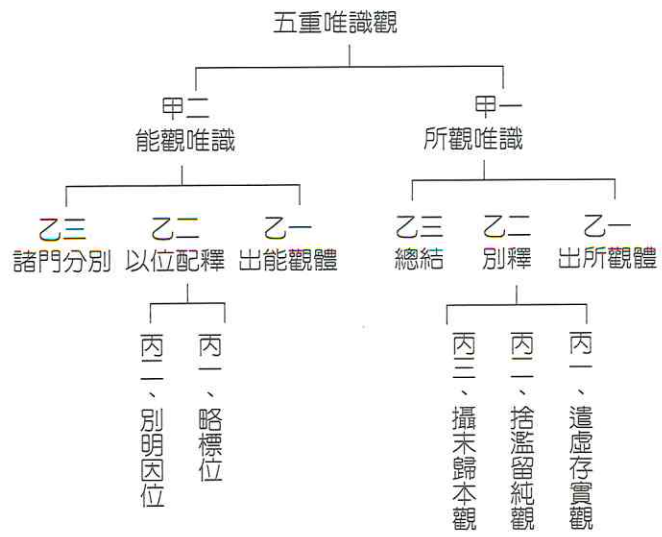 五重唯識觀
甲一
所觀唯識
甲二
能觀唯識
乙一
出所觀體
乙二
別釋
乙三
總結
乙一
出能觀體
乙二
以位配釋
乙三
諸門分別
丙一、遣虛存實觀
丙二、捨濫留純觀
丙三、攝末歸本觀
丙一、略標位
丙二、別明因位